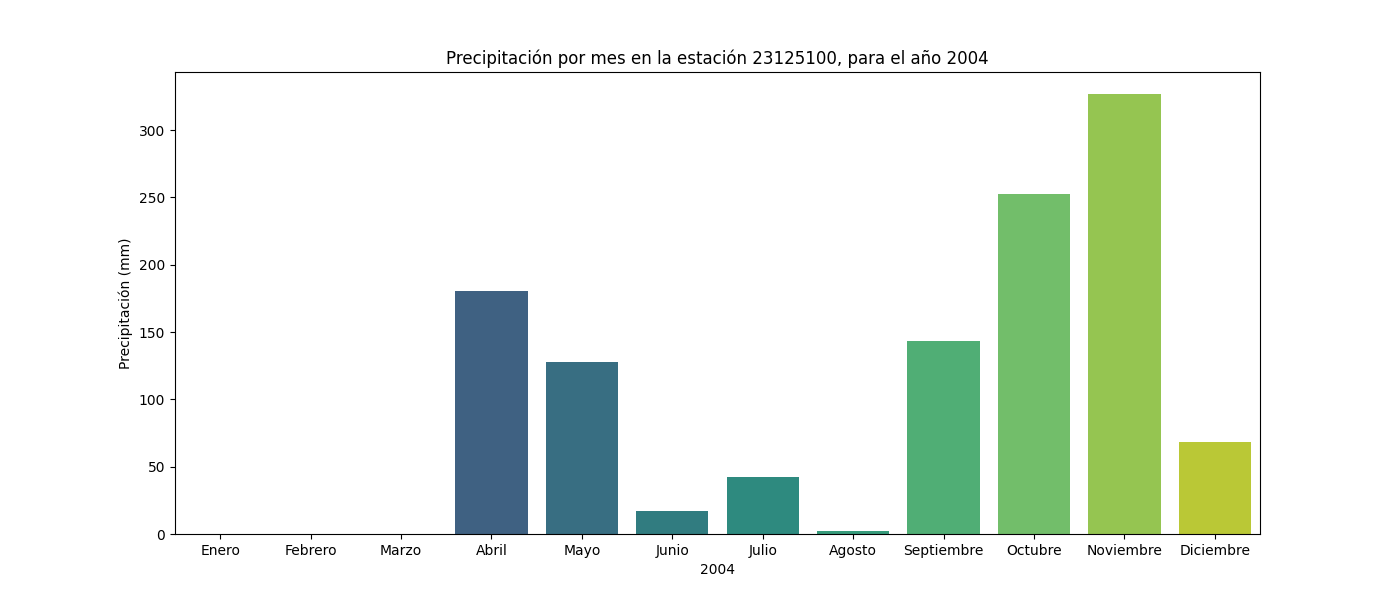 Precipitación por mes en la estación 23125100, para el año 2004
Precipitación (mm)
300
250
200
150
100
50
0
Enero Febrero Marzo Abril Mayo Junio Julio Agosto Septiembre Octubre Noviembre Diciembre
2004